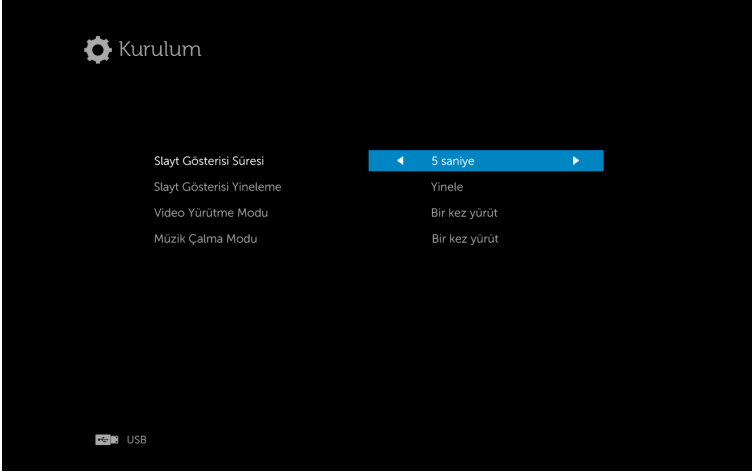 Kurulum
Slayt Gösterisi Süresi 5 saniye
Slayt Gösterisi Yineleme Yinele
Video Yürütme Modu Bir kez yürüt
Müzik Çalma Modu Bir kez yürüt
USB